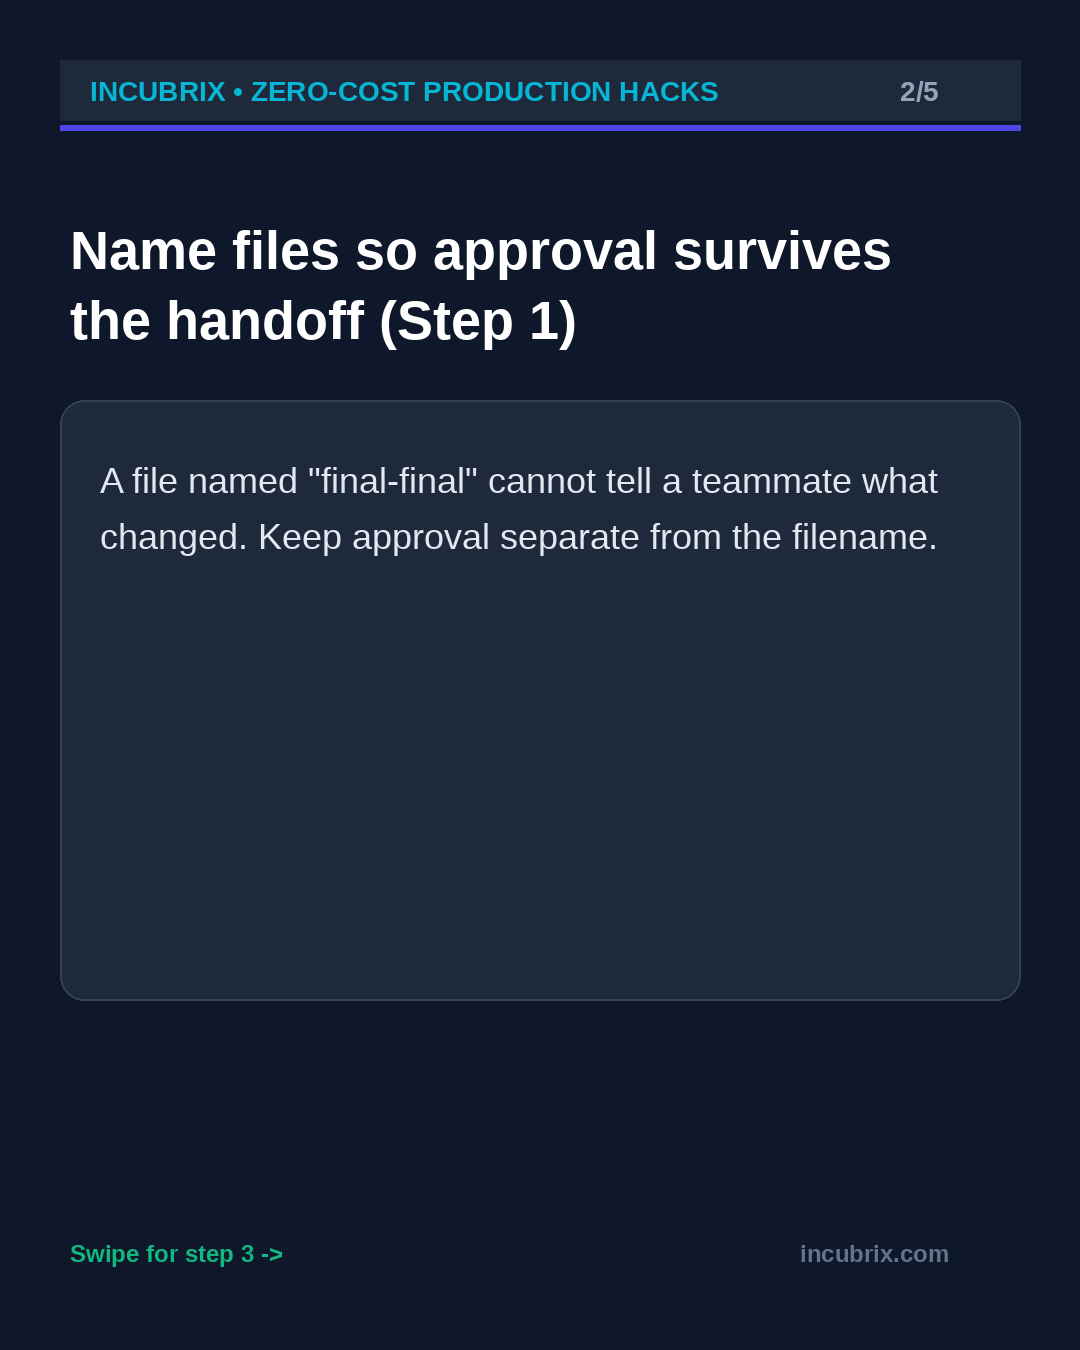 INCUBRIX • ZERO-COST PRODUCTION HACKS 2/5
Name files so approval survives
the handoff (Step 1)
A file named "final-final" cannot tell a teammate what
changed. Keep approval separate from the filename.
Swipe for step 3 -> incubrix.com